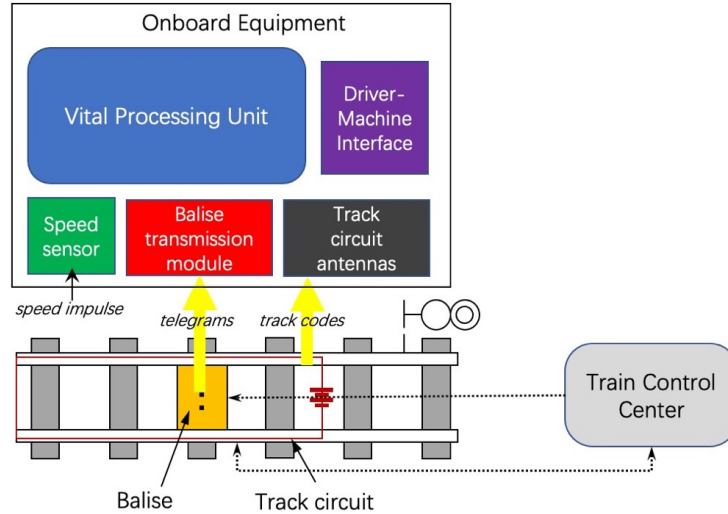 Onboard Equipment
Vital Processing Unit
Driver-
Machine
Interface
Speed
sensor
Balise
transmission
module
Track
circuit
antennas
speed impulse
telegrams
track codes
Train Control
Center
Balise
Track circuit